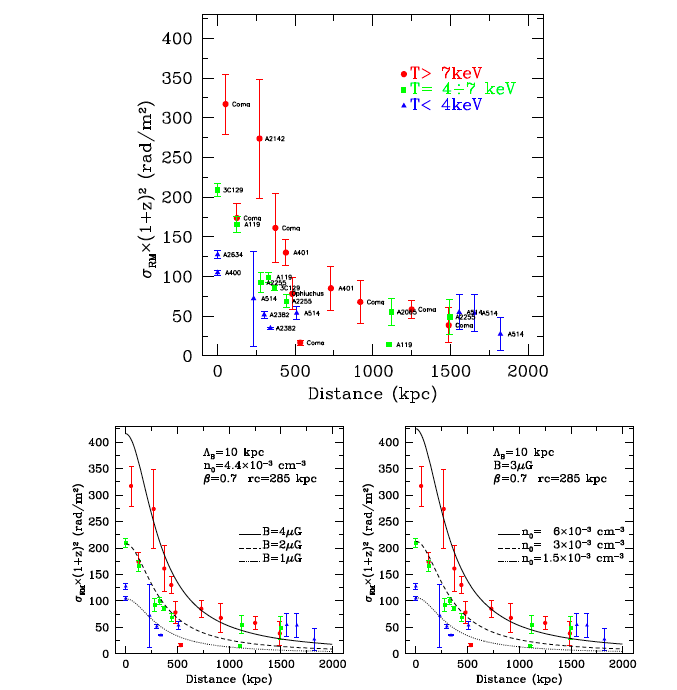 σRM×(1+z)² (rad/m²)
400
350
300
250
200
150
100
50
0
T> 7keV
T= 4÷7 keV
T< 4keV
Coma
A2142
3C129
Coma
A119
Coma
A401
A2634
A400
A119
A2255
3C129
Ophiuchus
A2255
A514
A2382
A514
A2382
Coma
A401
Coma
A2065
A119
Coma
A514
A514
A2255
Coma
A514
0 500 1000 1500 2000
Distance (kpc)
σRM×(1+z)² (rad/m²)
400
350
300
250
200
150
100
50
0
ΛB=10 kpc
n0=4.4×10⁻³ cm⁻³
β=0.7 rc=285 kpc
B=4μG
B=2μG
B=1μG
0 500 1000 1500 2000
Distance (kpc)
σRM×(1+z)² (rad/m²)
400
350
300
250
200
150
100
50
0
ΛB=10 kpc
B=3μG
β=0.7 rc=285 kpc
n0= 6×10⁻³ cm⁻³
n0= 3×10⁻³ cm⁻³
n0=1.5×10⁻³ cm⁻³
0 500 1000 1500 2000
Distance (kpc)